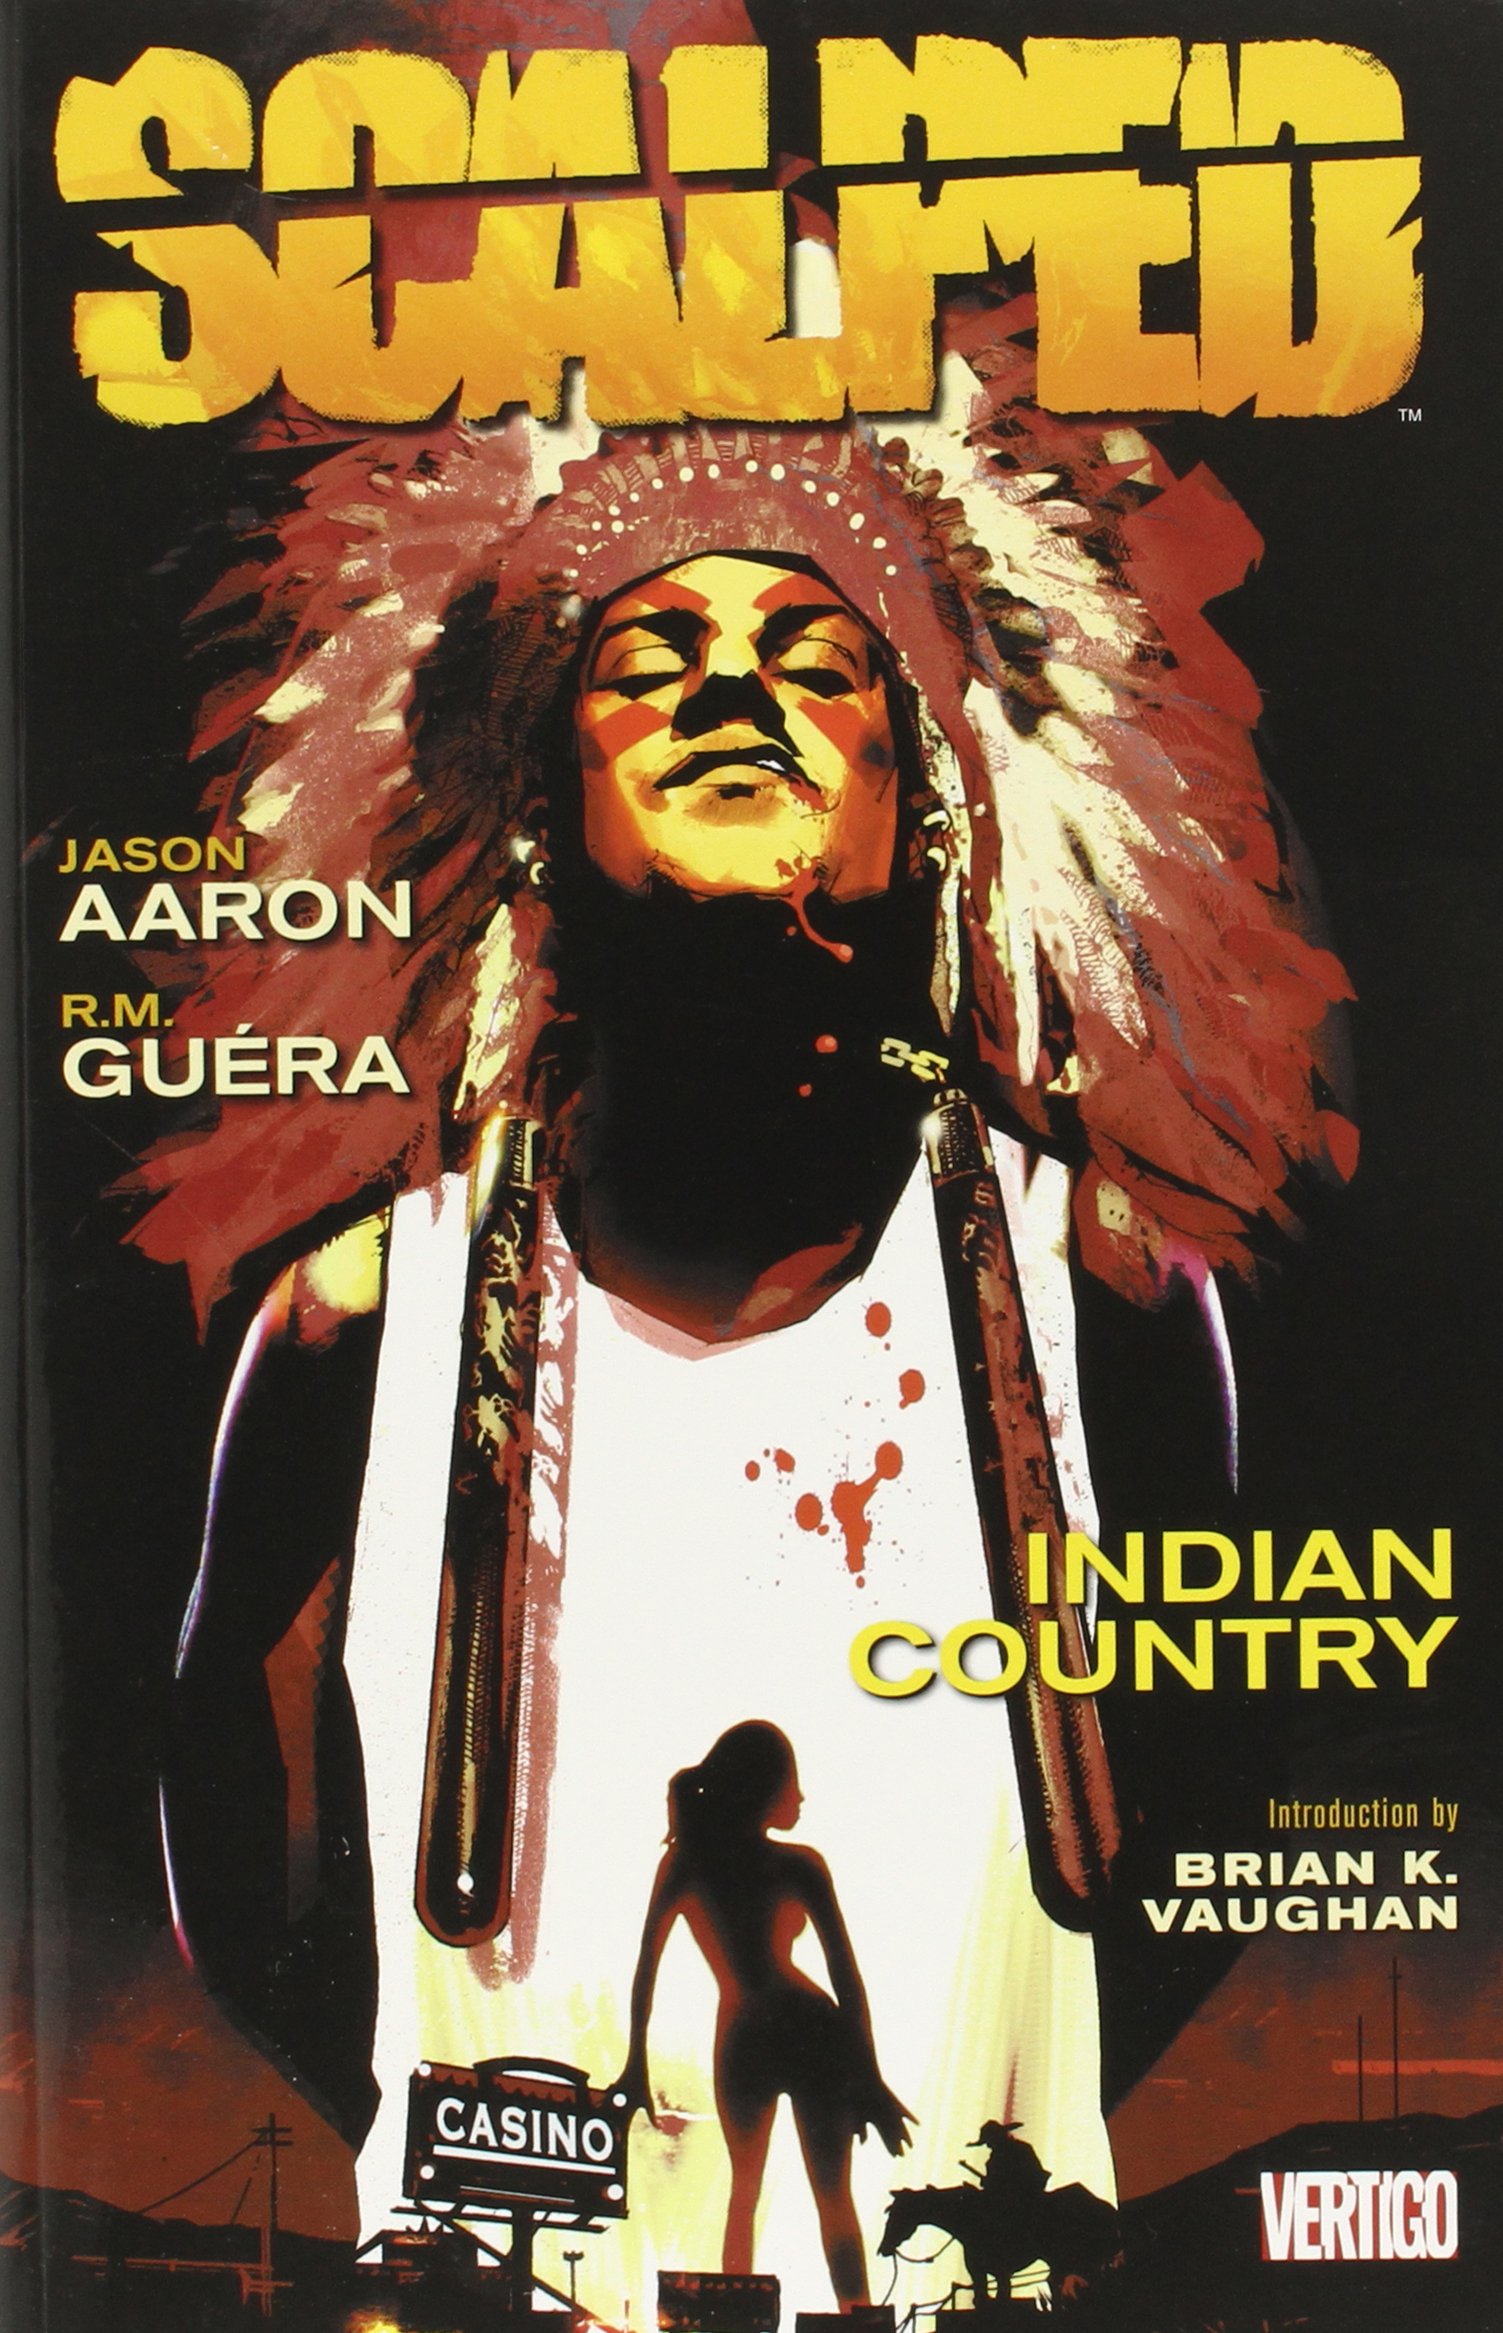 SCALPED
TM
JASON
AARON
R.M.
GUÉRA
INDIAN
COUNTRY
Introduction by
BRIAN K.
VAUGHAN
CASINO
VERTIGO